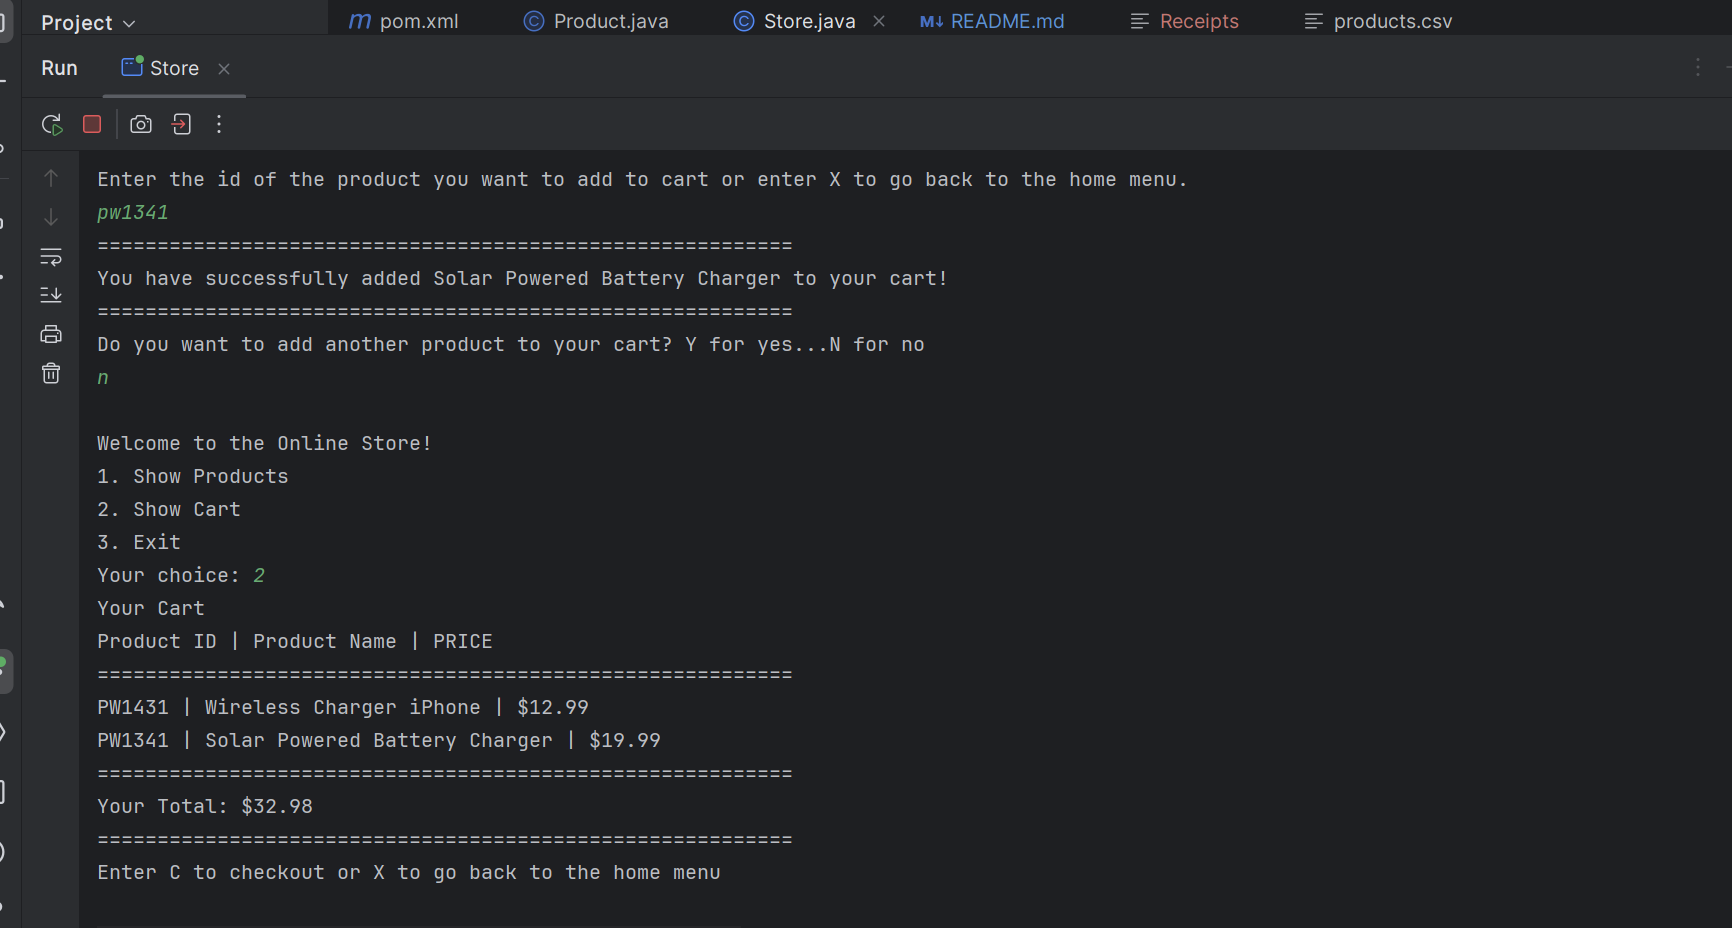 Project
pom.xml
Product.java
Store.java
README.md
Receipts
products.csv
Run
Store
Enter the id of the product you want to add to cart or enter X to go back to the home menu.
pw1341
==========================================================
You have successfully added Solar Powered Battery Charger to your cart!
==========================================================
Do you want to add another product to your cart? Y for yes...N for no
n
Welcome to the Online Store!
1. Show Products
2. Show Cart
3. Exit
Your choice: 2
Your Cart
Product ID | Product Name | PRICE
==========================================================
PW1431 | Wireless Charger iPhone | $12.99
PW1341 | Solar Powered Battery Charger | $19.99
==========================================================
Your Total: $32.98
==========================================================
Enter C to checkout or X to go back to the home menu